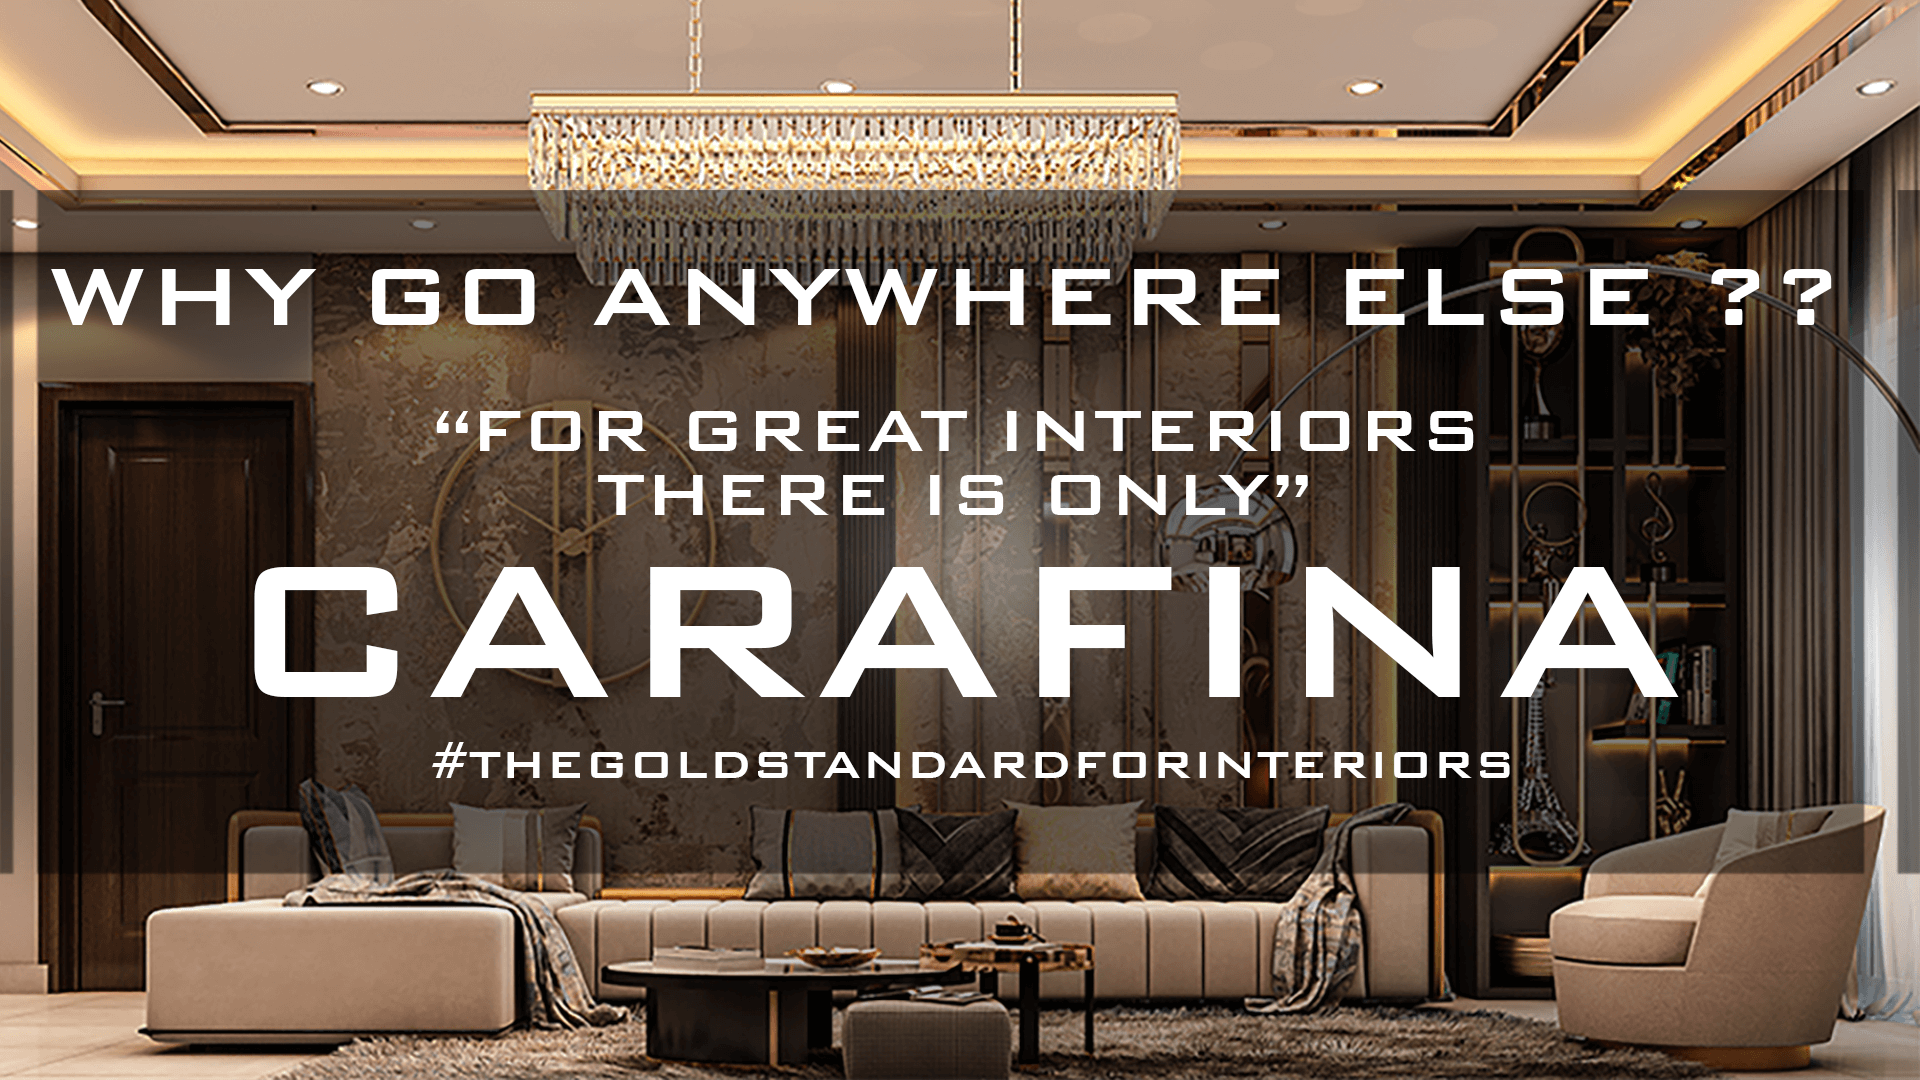 WHY GO ANYWHERE ELSE ??
“FOR GREAT INTERIORS
THERE IS ONLY”
CARAFINA
#THEGOLDSTANDARDFORINTERIORS